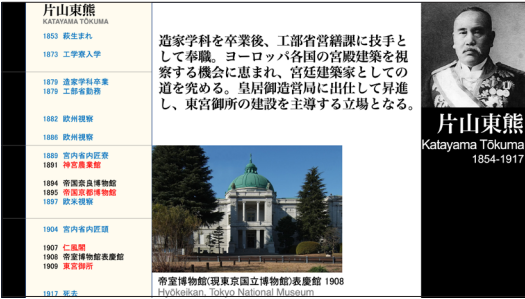 片山東熊
KATAYAMA TŌKUMA
1853 萩生まれ
1873 工学寮入学
1879 造家学科卒業
1879 工部省勤務
1882 欧州視察
1886 欧州視察
1889 宮内省内匠寮
1891 神宮農業館
1894 帝国奈良博物館
1895 帝国京都博物館
1897 欧米視察
1904 宮内省内匠頭
1907 仁風閣
1908 帝室博物館表慶館
1909 東宮御所
1917 死去
造家学科を卒業後、工部省営繕課に技手と
して奉職。ヨーロッパ各国の宮殿建築を視
察する機会に恵まれ、宮廷建築家としての
道を究める。皇居御造営局に出仕して昇進
し、東宮御所の建設を主導する立場となる。
帝室博物館(現東京国立博物館)表慶館 1908
Hyōkeikan, Tokyo National Museum
片山東熊
Katayama Tōkuma
1854-1917